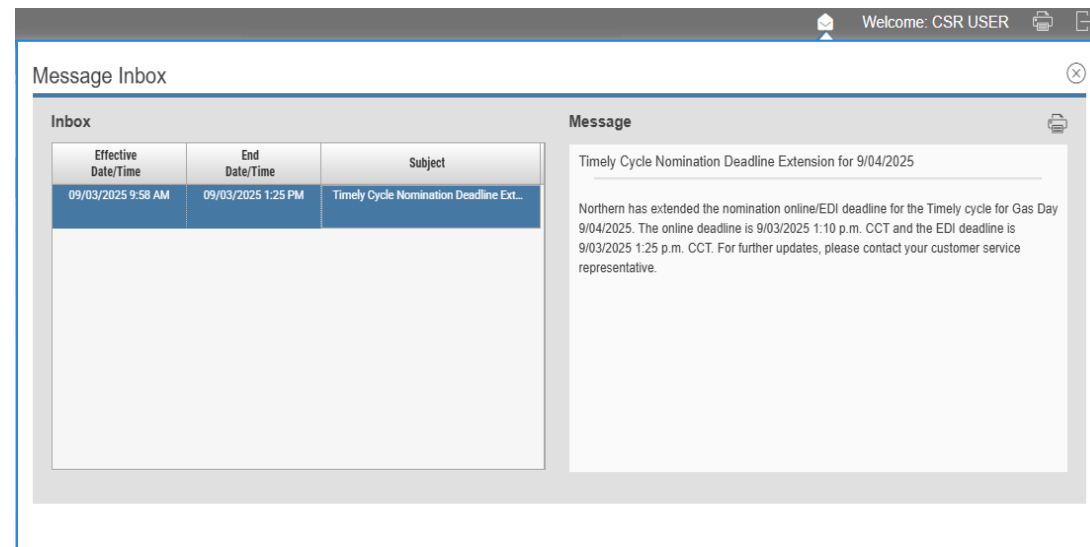 Welcome: CSR USER
Message Inbox
Inbox
Effective
Date/Time
End
Date/Time
Subject
09/03/2025 9:58 AM
09/03/2025 1:25 PM
Timely Cycle Nomination Deadline Ext...
Message
Timely Cycle Nomination Deadline Extension for 9/04/2025
Northern has extended the nomination online/EDI deadline for the Timely cycle for Gas Day
9/04/2025. The online deadline is 9/03/2025 1:10 p.m. CCT and the EDI deadline is
9/03/2025 1:25 p.m. CCT. For further updates, please contact your customer service
representative.